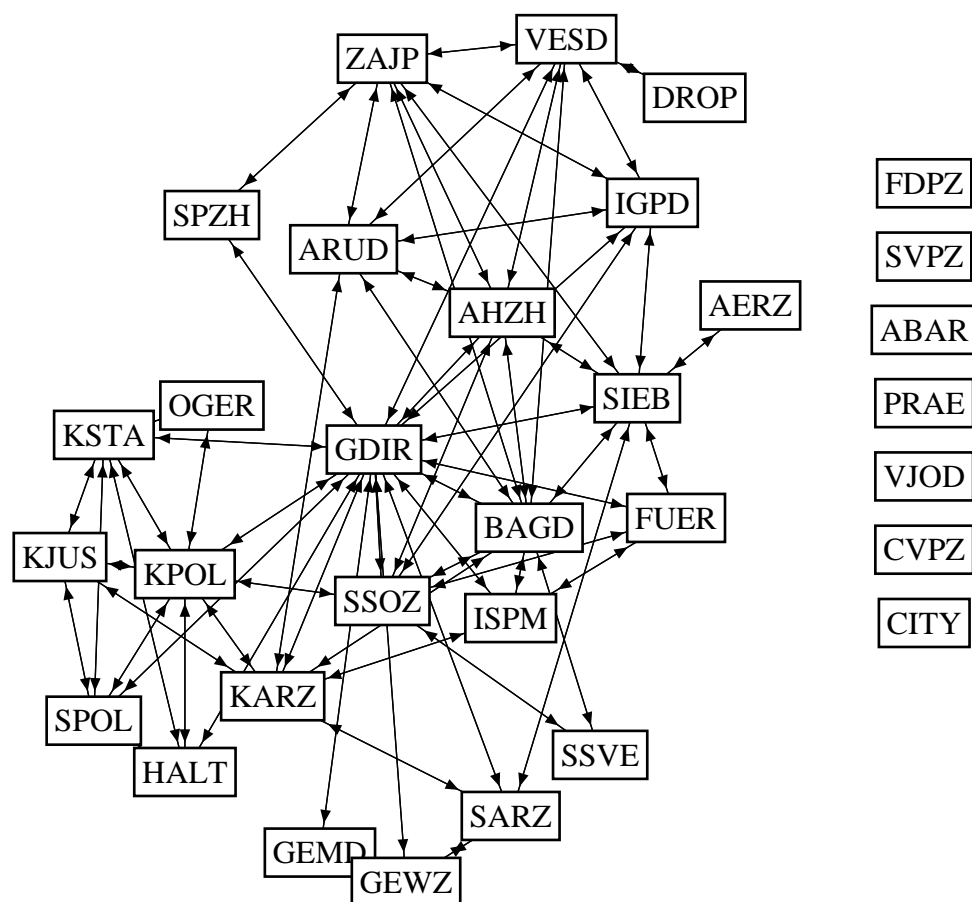 VESD
ZAJP
DROP
FDPZ
SPZH
IGPD
ARUD
SVPZ
AHZH
AERZ
ABAR
SIEB
OGER
PRAE
KSTA
GDIR
VJOD
BAGD
FUER
KJUS
KPOL
CVPZ
SSOZ
ISPM
CITY
KARZ
SPOL
SSVE
HALT
SARZ
GEMD
GEWZ